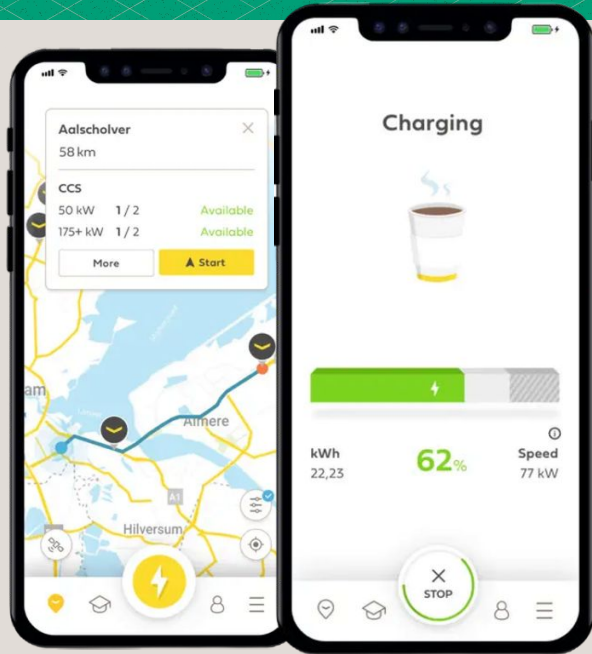 Aalscholver
58 km
CCS
50 kW 1 / 2 Available
175+ kW 1 / 2 Available
More Start
Almere
A1
Hilversum
Charging
kWh 62% Speed
22,23 77 kW
STOP